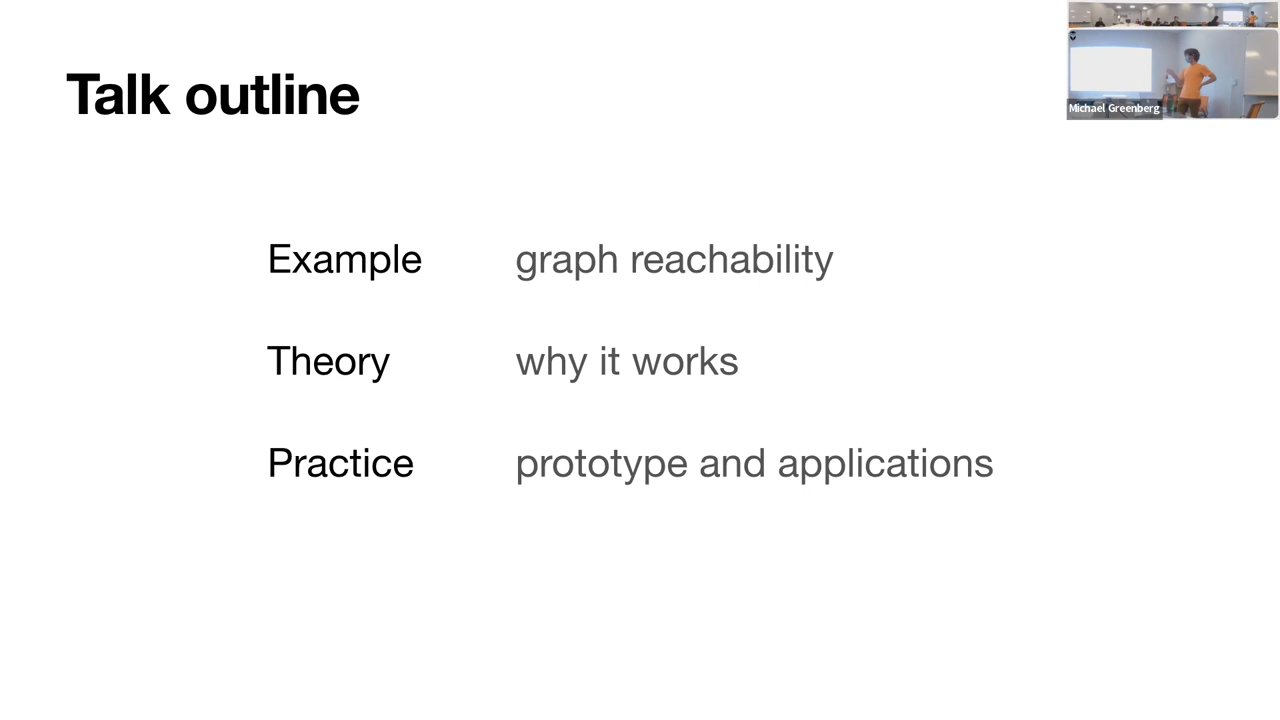 Talk outline
Michael Greenberg
Example graph reachability
Theory why it works
Practice prototype and applications